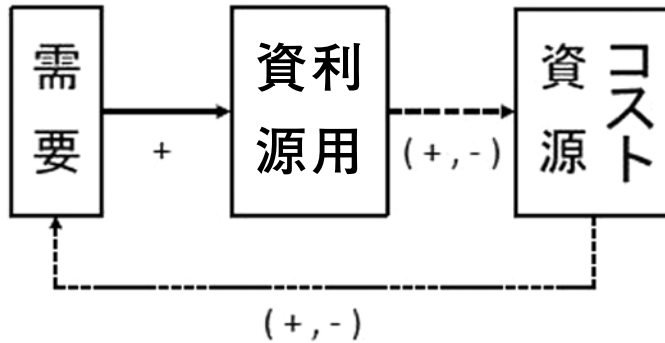 需要
+
資源
利用
(+,-)
資源
コスト
(+,-)